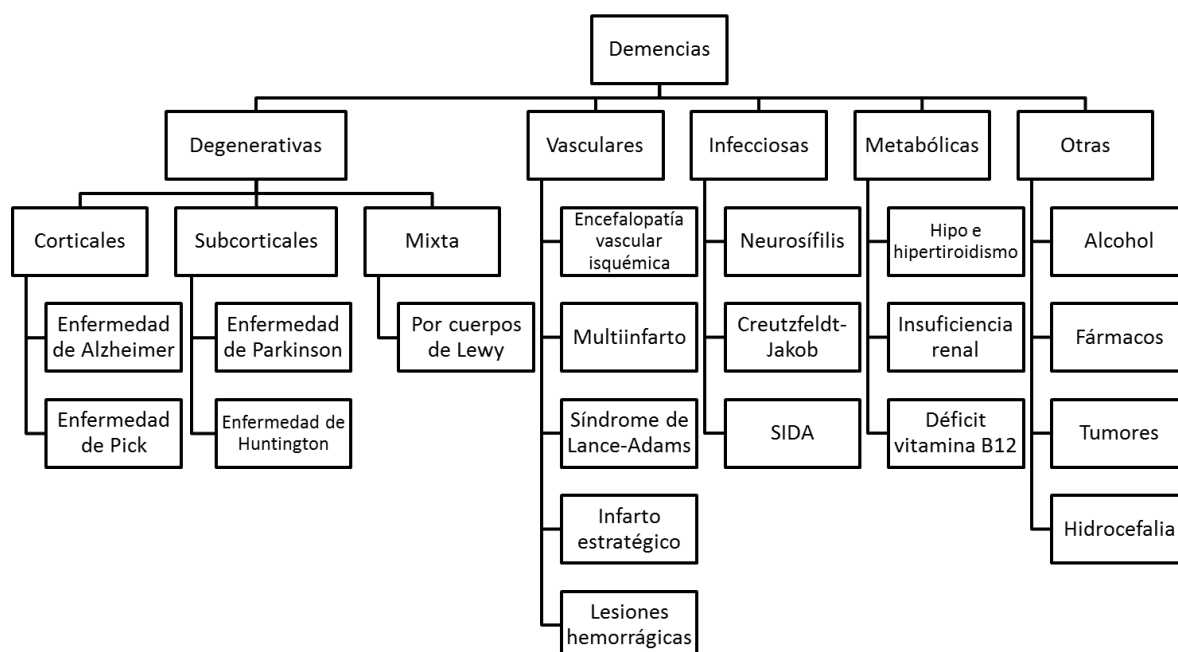 Demencias
Degenerativas
Vasculares
Infecciosas
Metabólicas
Otras
Corticales
Subcorticales
Mixta
Encefalopatía
vascular
isquémica
Neurosífilis
Hipo e
hipertiroidismo
Alcohol
Enfermedad
de Alzheimer
Enfermedad
de Parkinson
Por cuerpos
de Lewy
Multiinfarto
Creutzfeldt-
Jakob
Insuficiencia
renal
Fármacos
Enfermedad
de Pick
Enfermedad de
Huntington
Síndrome de
Lance-Adams
SIDA
Déficit
vitamina B12
Tumores
Infarto
estratégico
Hidrocefalia
Lesiones
hemorrágicas